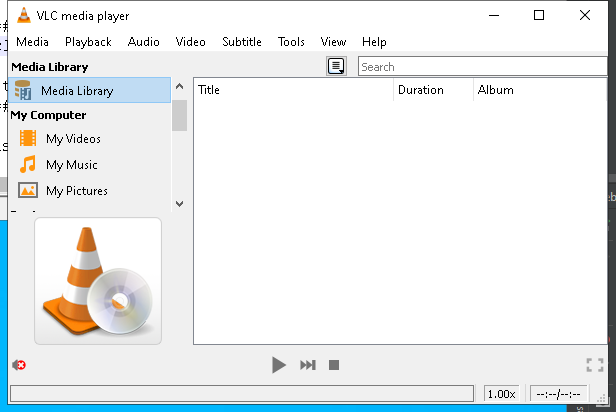 VLC media player
Media Playback Audio Video Subtitle Tools View Help
Media Library
Search
Media Library
Title Duration Album
My Computer
My Videos
My Music
My Pictures
1.00x
--:--/--:--